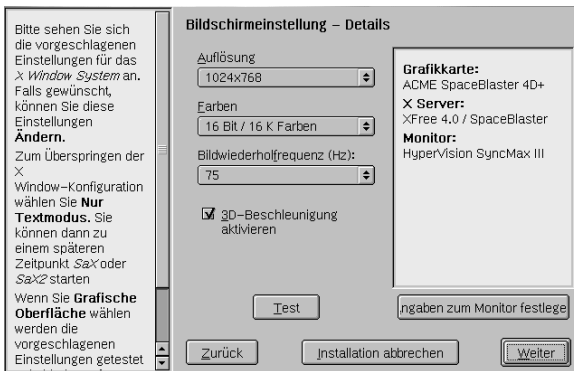 Bitte sehen Sie sich
die vorgeschlagenen
Einstellungen für das
X Window System an.
Falls gewünscht,
können Sie diese
Einstellungen
Ändern.
Zum Überspringen der
X
Window-Konfiguration
wählen Sie Nur
Textmodus. Sie
können dann zu
einem späteren
Zeitpunkt SaX oder
SaX2 starten
Wenn Sie Grafische
Oberfläche wählen
werden die
vorgeschlagenen
Einstellungen getestet
Bildschirmeinstellung – Details
Auflösung
1024x768
Farben
16 Bit / 16 K Farben
Bildwiederholfrequenz (Hz):
75
3D-Beschleunigung
aktivieren
Grafikkarte:
ACME SpaceBlaster 4D+
X Server:
XFree 4.0 / SpaceBlaster
Monitor:
HyperVision SyncMax III
Test
ngaben zum Monitor festlege
Zurück
Installation abbrechen
Weiter